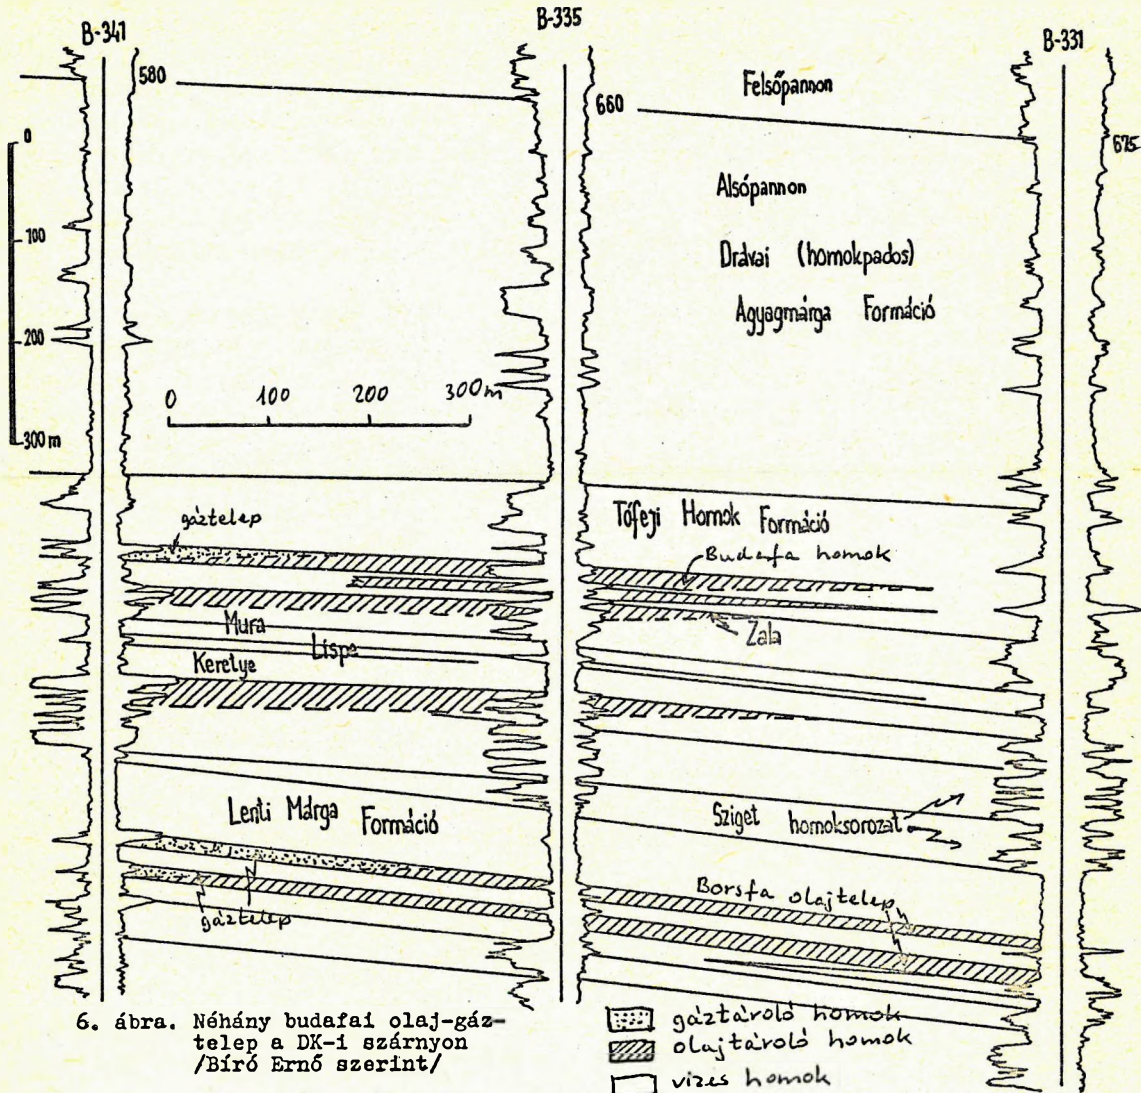 B-341
B-335
B-331
580
660
675
Felsőpannon
0
100
200
300 m
Alsópannon
Drávai (homokpados)
Agyagmárga Formáció
0 100 200 300 m
gáztelep
Tófeji Homok Formáció
Budafa homok
Mura
Lispe
Zala
Keretye
Lenti Márga Formáció
Sziget homoksorozat
gáztelep
Borsfa olajtelep
6. ábra. Néhány budafai olaj-gáz-
telep a DK-i szárnyon
/Bíró Ernő szerint/
gáztároló homok
olajtároló homok
vizes homok